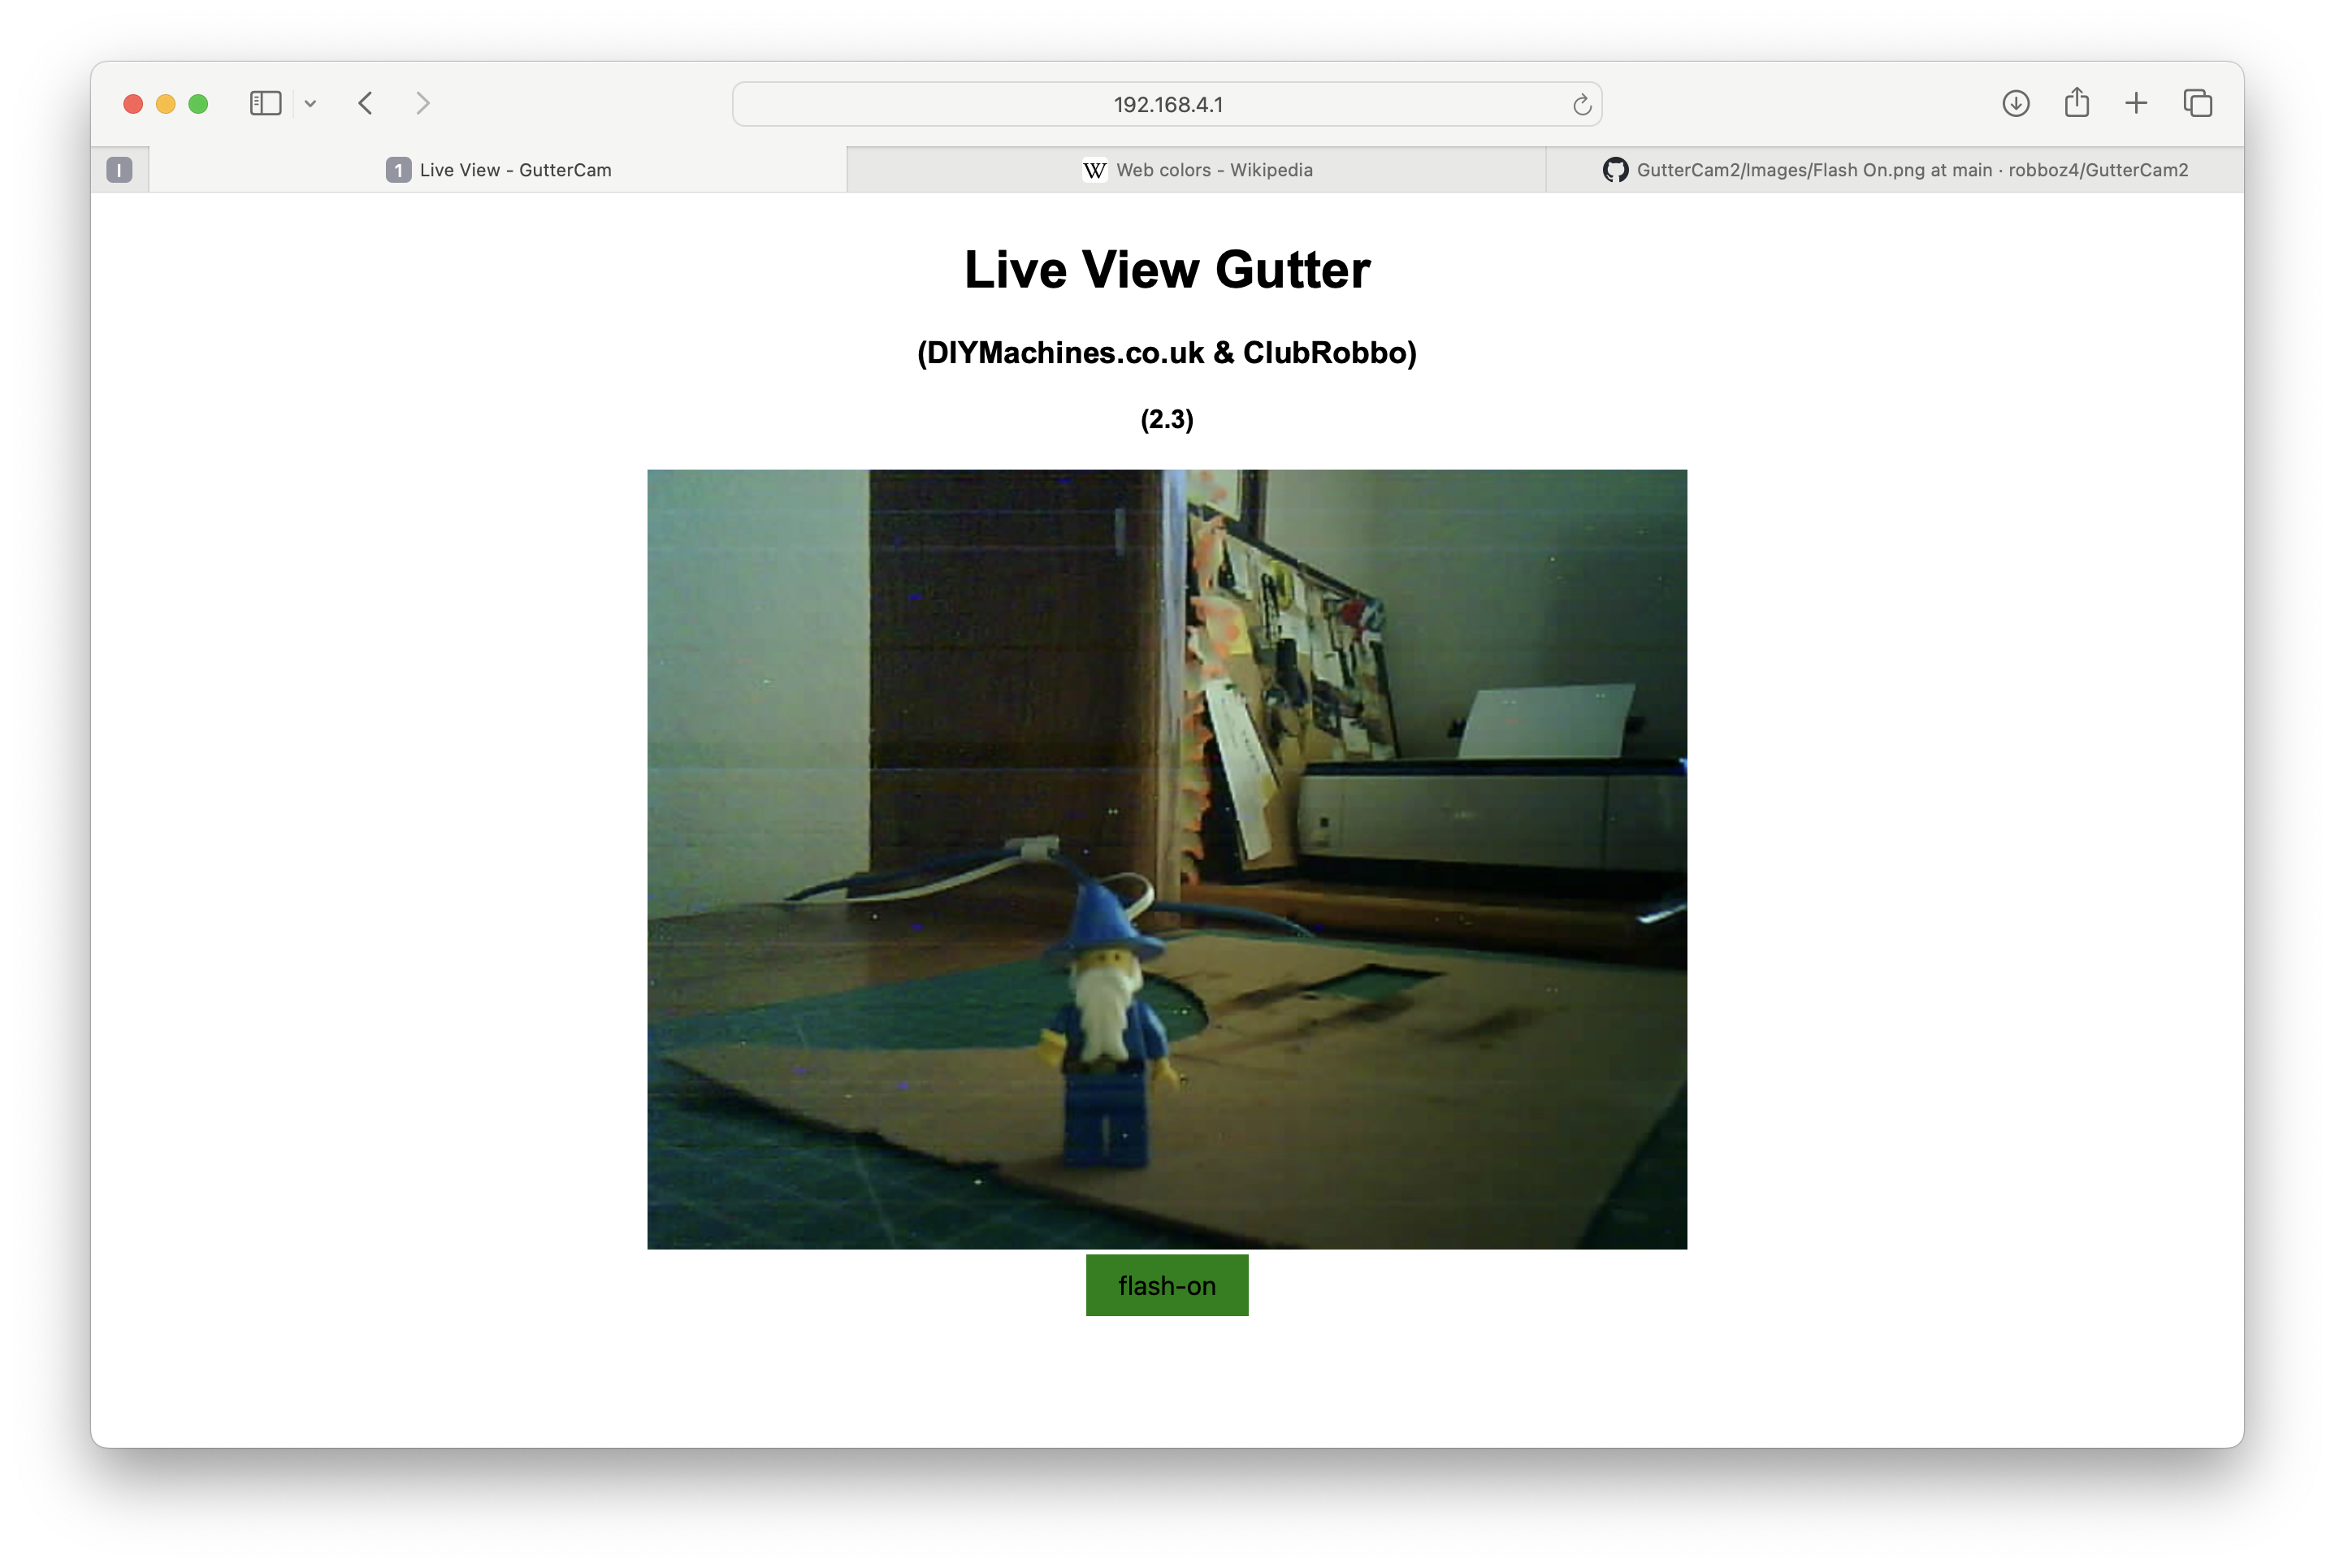 192.168.4.1
I
1 Live View - GutterCam
W Web colors - Wikipedia
GutterCam2/Images/Flash On.png at main · robboz4/GutterCam2
Live View Gutter
(DIYMachines.co.uk & ClubRobbo)
(2.3)
flash-on